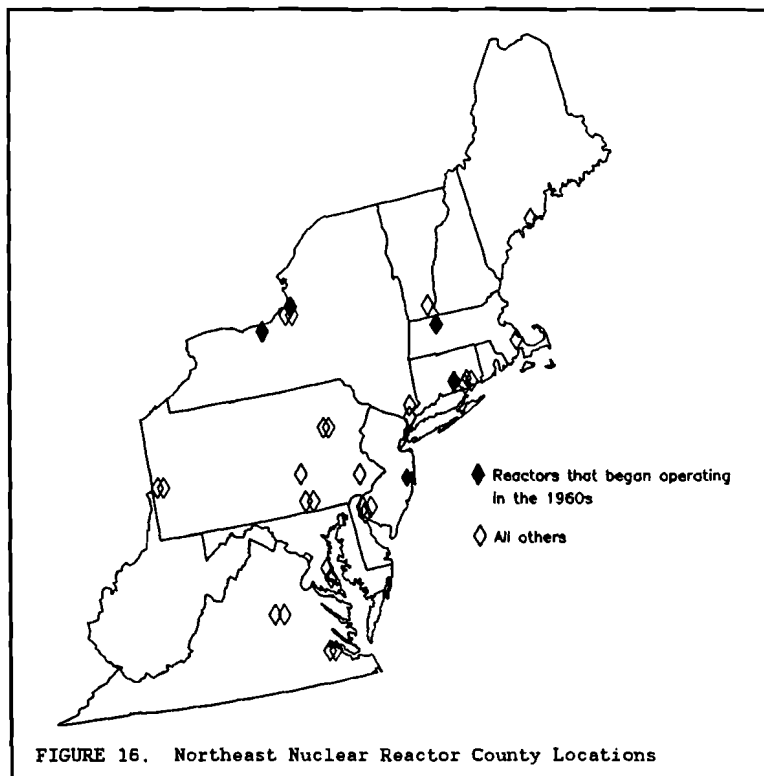 Reactors that began operating
in the 1960s
All others
FIGURE 16. Northeast Nuclear Reactor County Locations